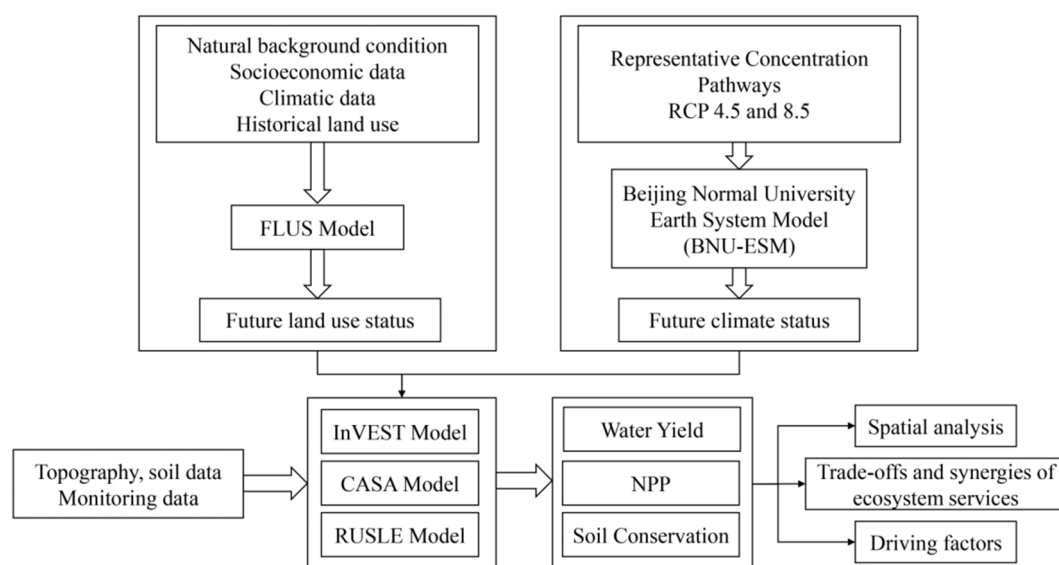 Natural background condition
Socioeconomic data
Climatic data
Historical land use
FLUS Model
Future land use status
Representative Concentration
Pathways
RCP 4.5 and 8.5
Beijing Normal University
Earth System Model
(BNU-ESM)
Future climate status
Topography, soil data
Monitoring data
InVEST Model
CASA Model
RUSLE Model
Water Yield
NPP
Soil Conservation
Spatial analysis
Trade-offs and synergies of
ecosystem services
Driving factors